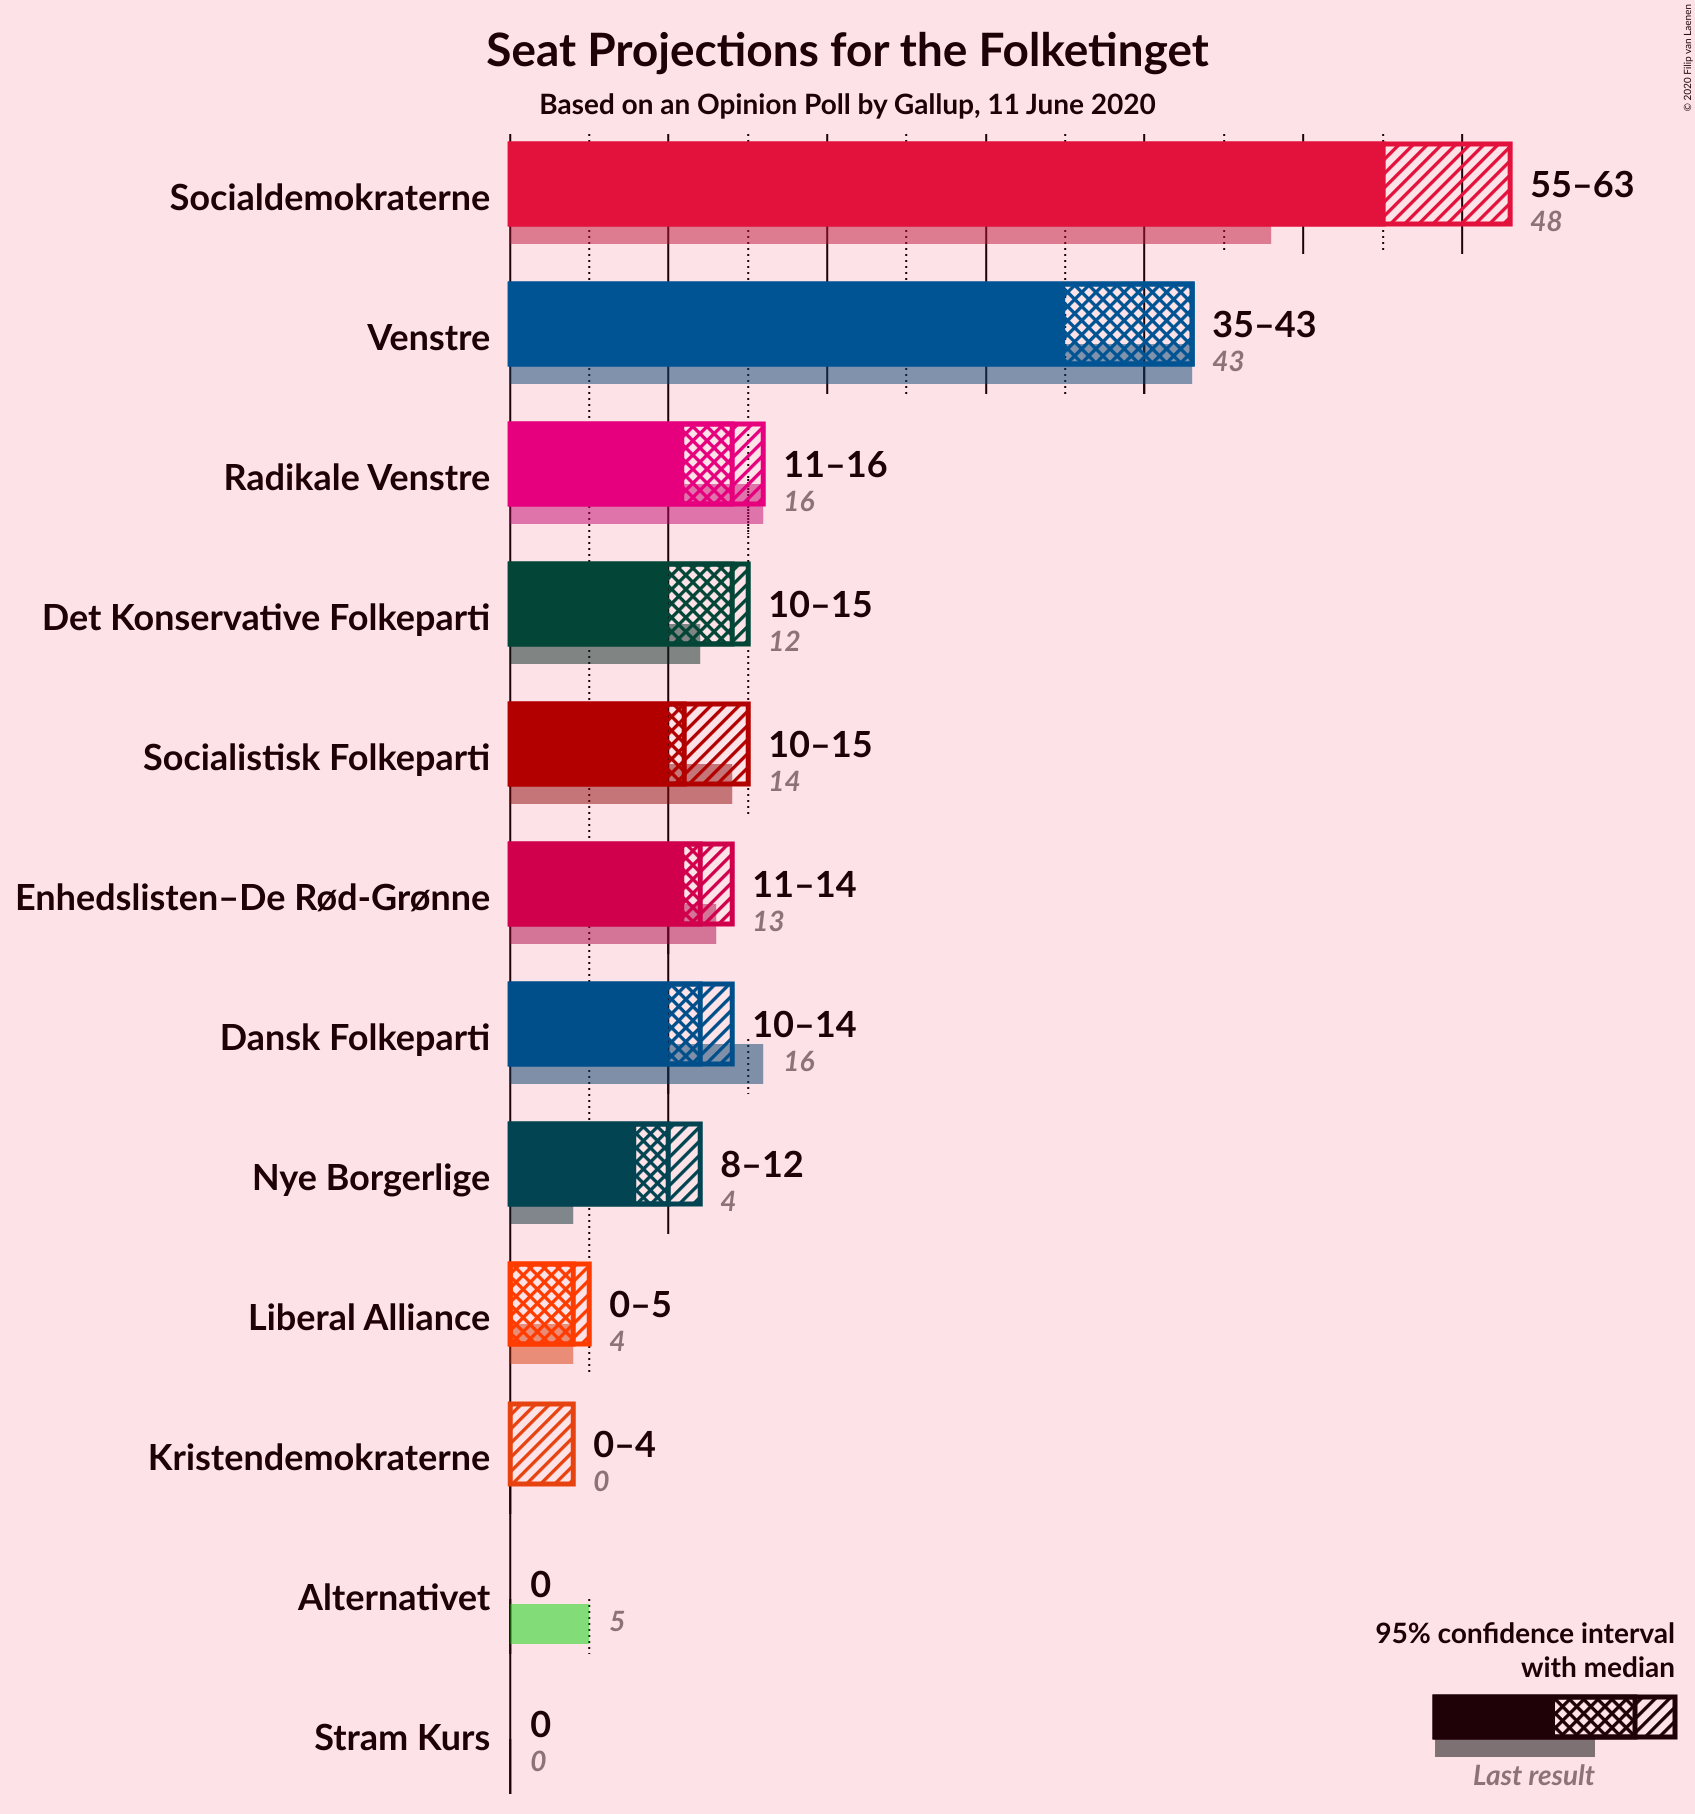 Seat Projections for the Folketinget
Based on an Opinion Poll by Gallup, 11 June 2020
© 2020 Filip van Laenen
Socialdemokraterne
55–63
48
Venstre
35–43
43
Radikale Venstre
11–16
16
Det Konservative Folkeparti
10–15
12
Socialistisk Folkeparti
10–15
14
Enhedslisten–De Rød-Grønne
11–14
13
Dansk Folkeparti
10–14
16
Nye Borgerlige
8–12
4
Liberal Alliance
0–5
4
Kristendemokraterne
0–4
0
Alternativet
0
5
Stram Kurs
0
0
95% confidence interval
with median
Last result